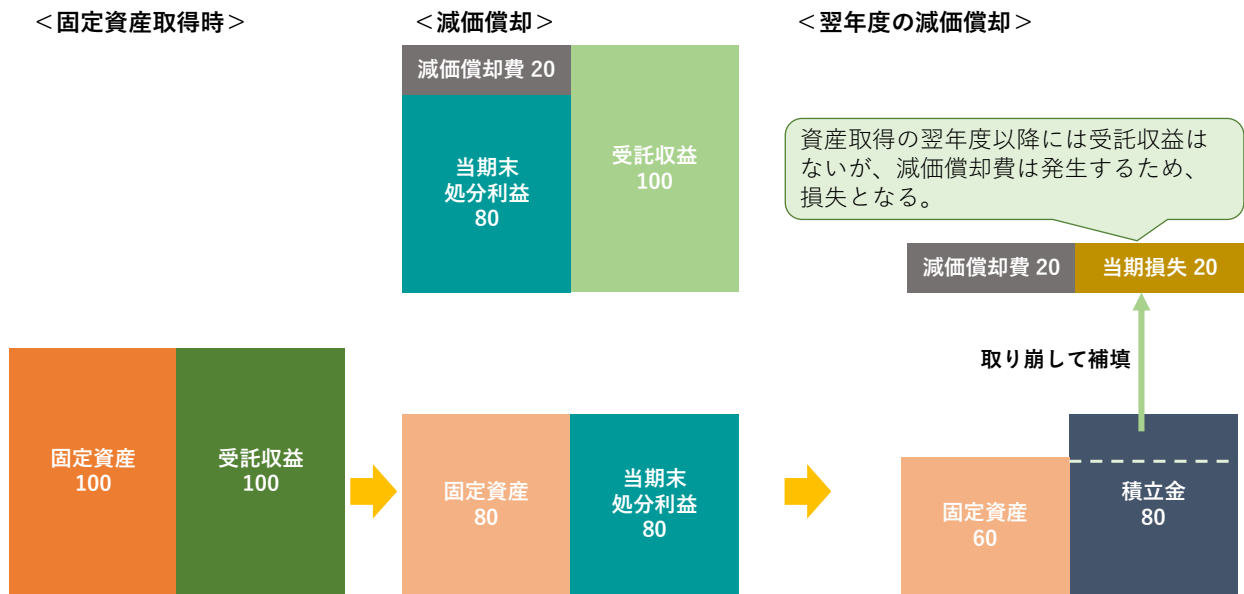 ＜固定資産取得時＞
＜減価償却＞
＜翌年度の減価償却＞
減価償却費 20
当期末
処分利益
80
受託収益
100
資産取得の翌年度以降には受託収益は
ないが、減価償却費は発生するため、
損失となる。
減価償却費 20
当期損失 20
取り崩して補填
固定資産
100
受託収益
100
固定資産
80
当期末
処分利益
80
固定資産
60
積立金
80